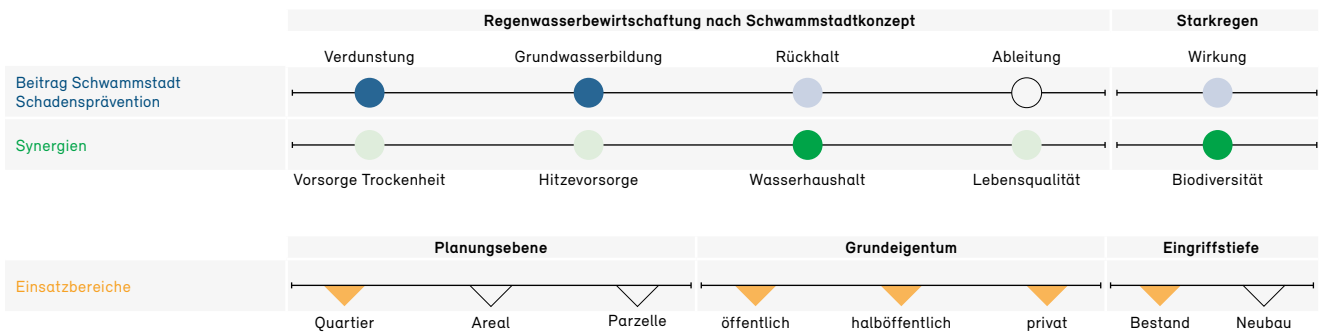 Regenwasserbewirtschaftung nach Schwammstadtkonzept
Starkregen
Verdunstung
Grundwasserbildung
Rückhalt
Ableitung
Wirkung
Beitrag Schwammstadt
Schadensprävention
Synergien
Vorsorge Trockenheit
Hitzevorsorge
Wasserhaushalt
Lebensqualität
Biodiversität
Planungsebene
Grundeigentum
Eingriffstiefe
Einsatzbereiche
Quartier
Areal
Parzelle
öffentlich
halböffentlich
privat
Bestand
Neubau